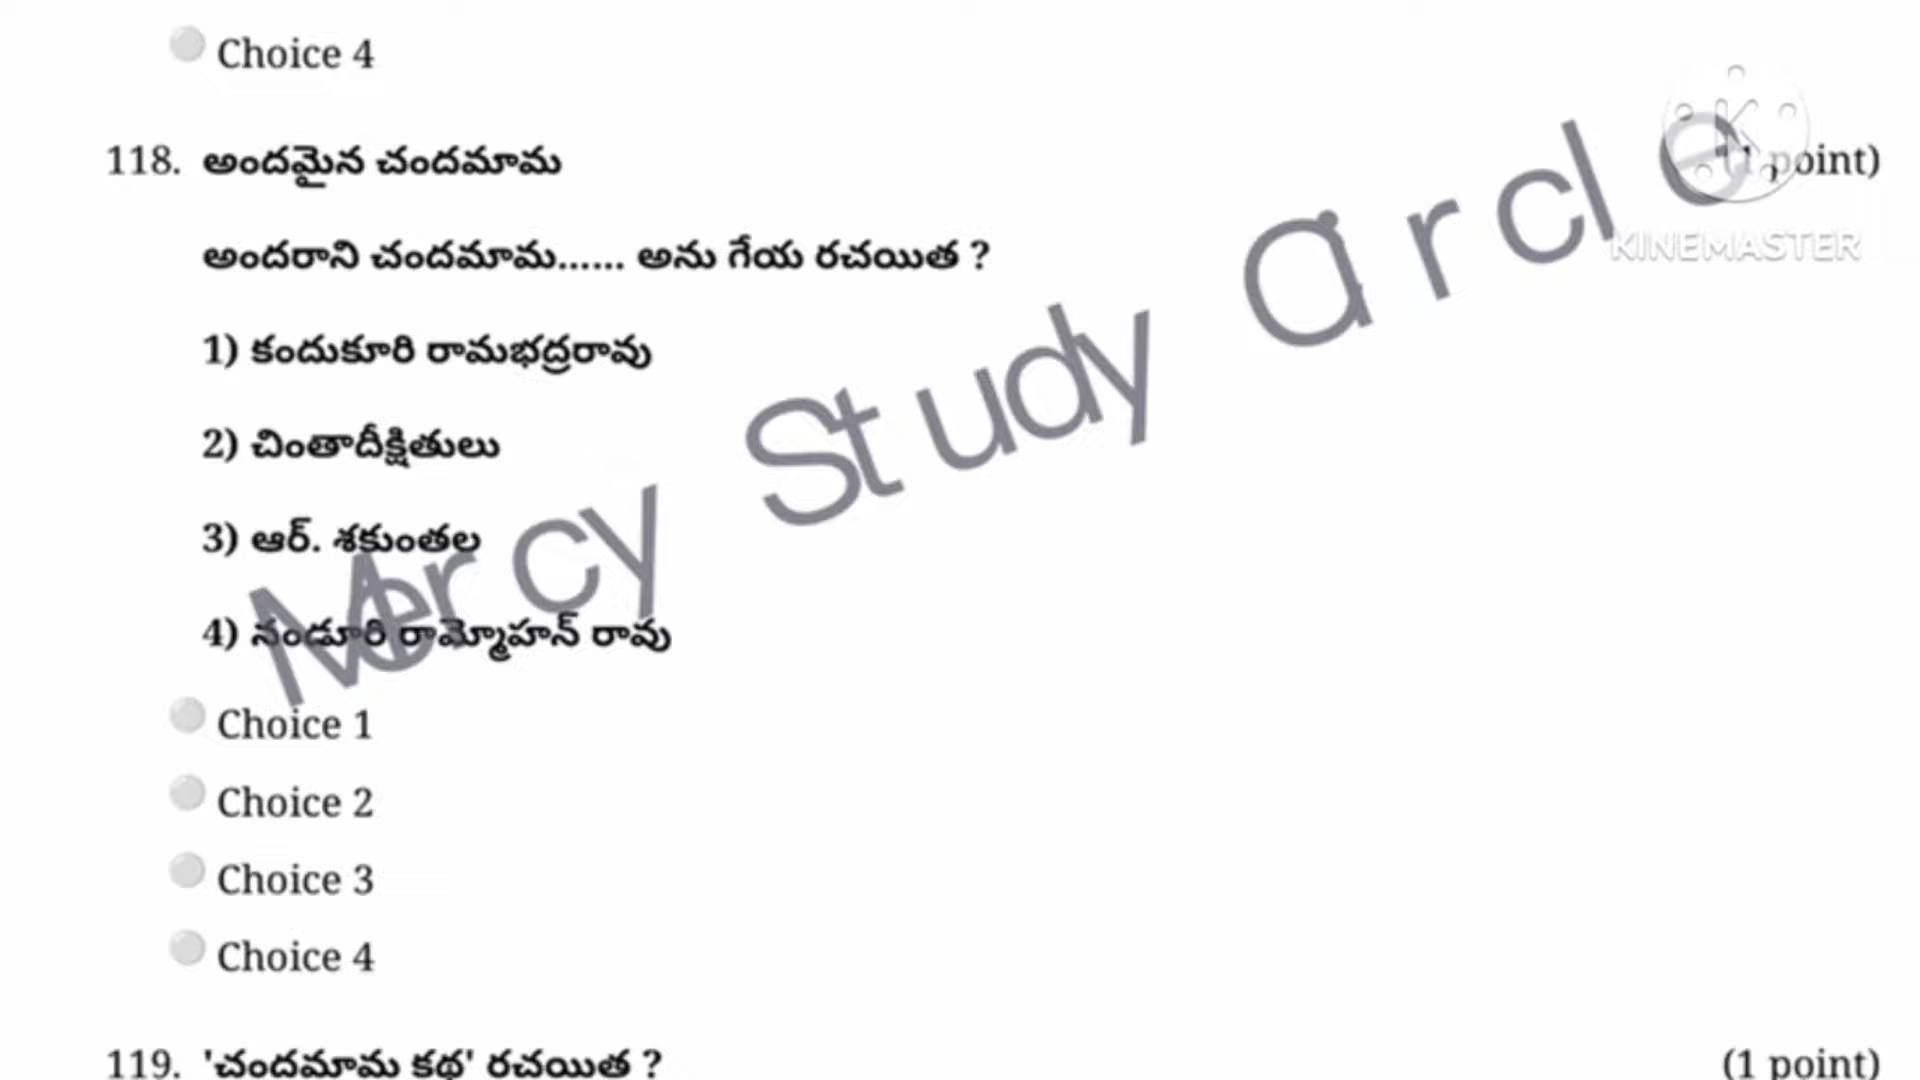 Choice 4
118. అందమైన చందమామ (1 point)
అందరాని చందమామ...... అను గేయ రచయిత ?
1) కందుకూరి రామభద్రరావు
2) చింతాదీక్షితులు
3) ఆర్. శకుంతల
4) నండూరి రామ్మోహన్ రావు
Choice 1
Choice 2
Choice 3
Choice 4
119. 'చందమామ కథ' రచయిత ? (1 point)
Mercy Study Circle
KINEMASTER